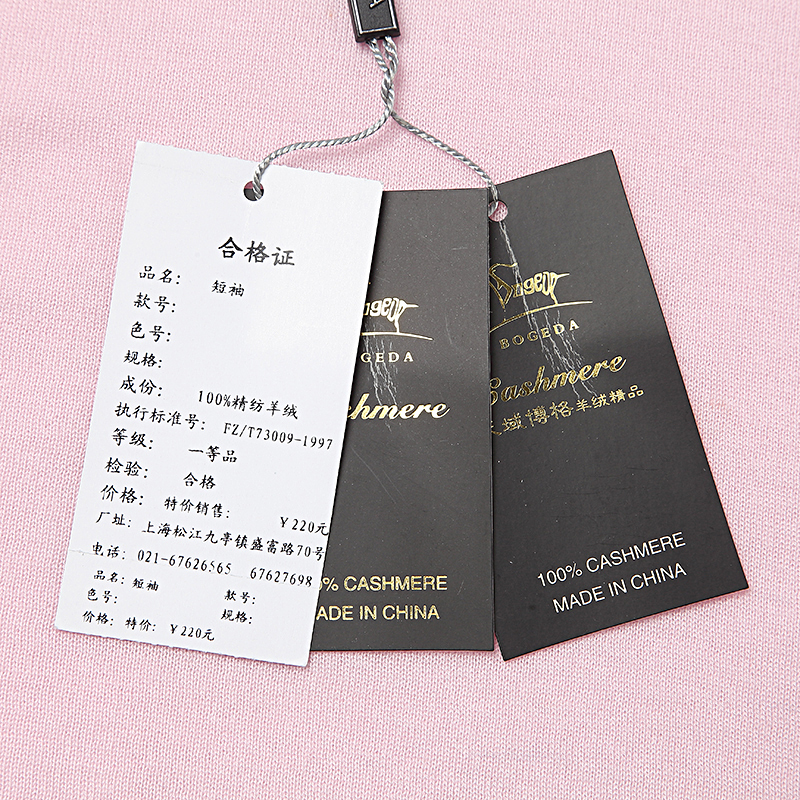 合格证
品名: 短袖
款号:
色号:
规格:
成份: 100%精纺羊绒
执行标准号: FZ/T73009-1997
等级: 一等品
检验: 合格
价格: 特价销售: ￥220元
厂址: 上海松江九亭镇盛富路70号
电话: 021-67626565 67627698
品名: 短袖
色号: 款号:
规格:
价格: 特价: ￥220元
OGEDA
hmere
% CASHMERE
ADE IN CHINA
BOGEDA
Cashmere
域博格羊绒精品
100% CASHMERE
MADE IN CHINA